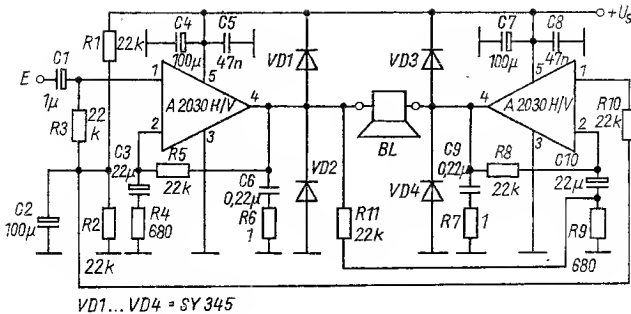 C4 C5 C7 C8 +Us
R1 22k 100µ 47n VD1 VD3 100µ 47n
C1 5 5
E 1 1
1µ A2030H/V 4 4 A2030H/V R10
R3 22k 22k
2 3 BL 3 2
C3 R5 VD2 C9 R8 C10
22µ 22k C6 0,22µ 22k 22µ
0,22µ VD4
C2 R2 R4 R6 R11 R7 R9
100µ 680 1 22k 1 680
22k
VD1...VD4 = SY 345